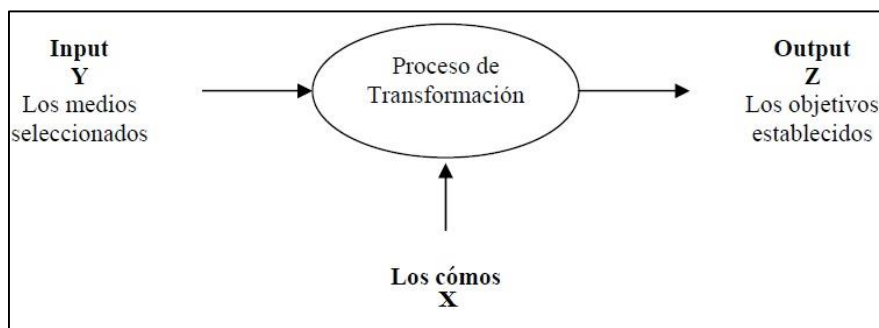 Input
Y
Los medios
seleccionados
Proceso de
Transformación
Output
Z
Los objetivos
establecidos
Los cómos
X